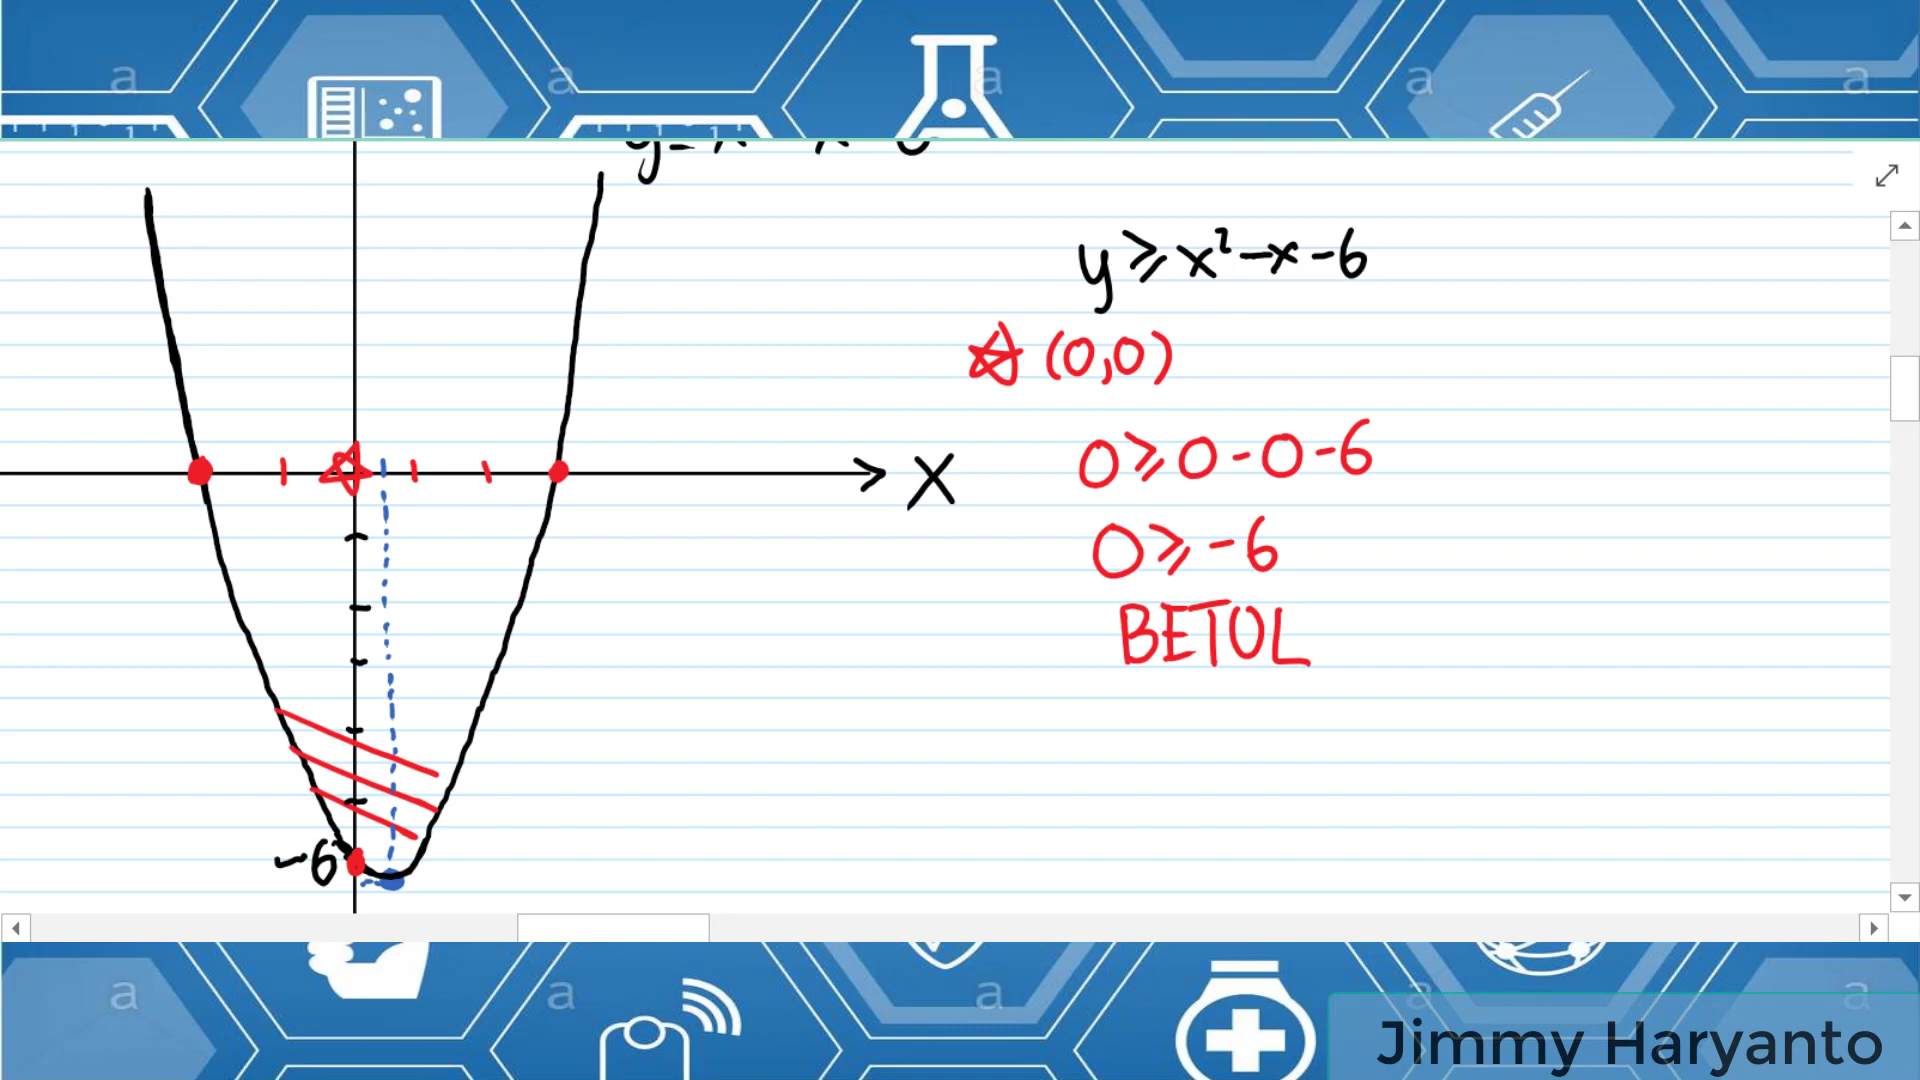 y ≥ x² - x - 6
(0,0)
X
0 ≥ 0 - 0 - 6
0 ≥ -6
BETUL
-6
Jimmy Haryanto